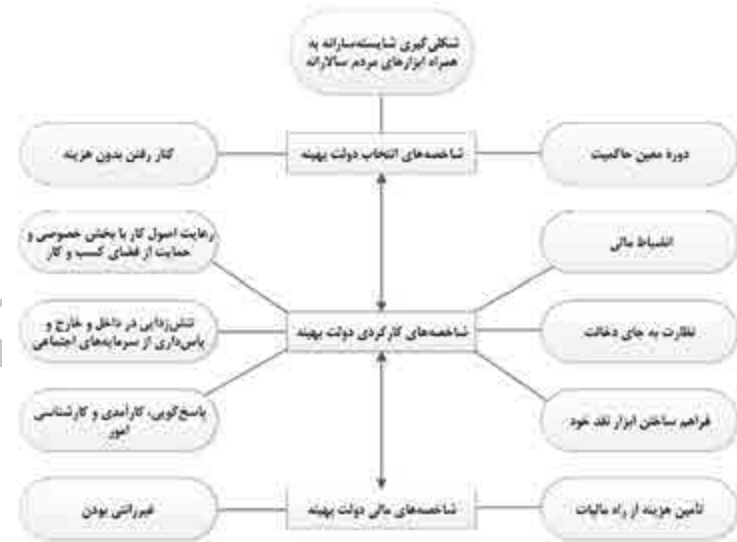 شکل‌گیری شایسته‌سالارانه به
همراه ابزارهای مردم سالارانه
دورهٔ معین حاکمیت
شاخصه‌های انتخاب دولت بهینه
کنار رفتن بدون هزینه
انضباط مالی
رعایت اصول کار با بخش خصوصی و
حمایت از فضای کسب و کار
نظارت به جای دخالت
شاخصه‌های کارکردی دولت بهینه
تنش‌زدایی در داخل و خارج و
پاس‌داری از سرمایه‌های اجتماعی
فراهم ساختن ابزار نقد خود
پاسخ‌گویی، کارآمدی و کارشناسی
امور
تأمین هزینه از راه مالیات
شاخصه‌های مالی دولت بهینه
غیررانتی بودن